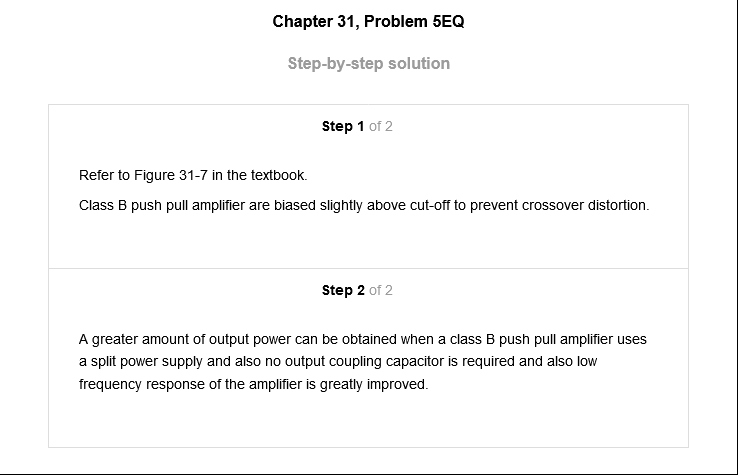 Chapter 31, Problem 5EQ
Step-by-step solution
Step 1 of 2
Refer to Figure 31-7 in the textbook.
Class B push pull amplifier are biased slightly above cut-off to prevent crossover distortion.
Step 2 of 2
A greater amount of output power can be obtained when a class B push pull amplifier uses
a split power supply and also no output coupling capacitor is required and also low
frequency response of the amplifier is greatly improved.